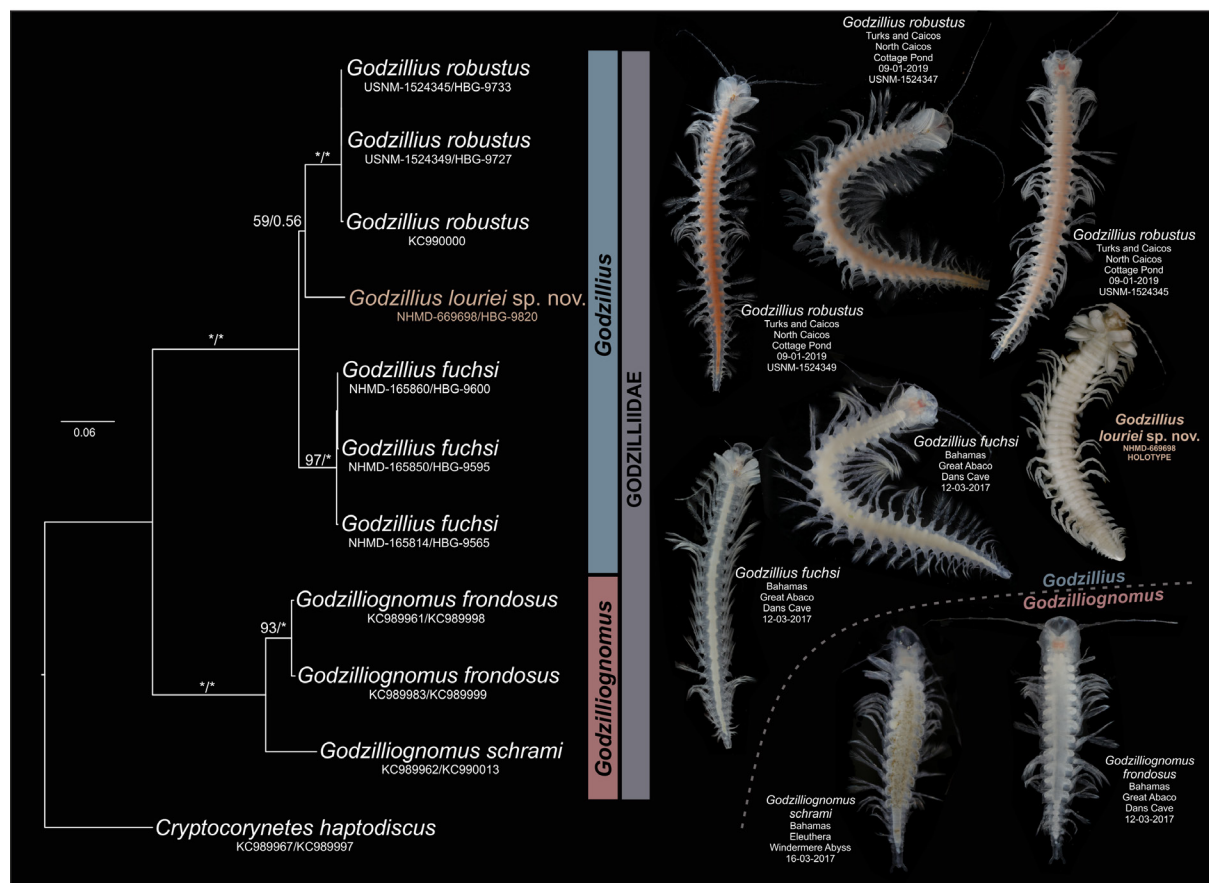 Godzillius robustus
USNM-1524345/HBG-9733
Godzillius robustus
USNM-1524349/HBG-9727
*/*
Godzillius robustus
KC990000
59/0.56
Godzillius louriei sp. nov.
NHMD-669698/HBG-9820
*/*
Godzillius fuchsi
NHMD-165860/HBG-9600
0.06
Godzillius fuchsi
NHMD-165850/HBG-9595
97/*
Godzillius fuchsi
NHMD-165814/HBG-9565
Godzilliognomus frondosus
KC989961/KC989998
93/*
Godzilliognomus frondosus
KC989983/KC989999
*/*
Godzilliognomus schrami
KC989962/KC990013
Cryptocorynetes haptodiscus
KC989967/KC989997
Godzillius
Godzilliognomus
GODZILLIIDAE
Godzillius robustus
Turks and Caicos
North Caicos
Cottage Pond
09-01-2019
USNM-1524347
Godzillius robustus
Turks and Caicos
North Caicos
Cottage Pond
09-01-2019
USNM-1524345
Godzillius robustus
Turks and Caicos
North Caicos
Cottage Pond
09-01-2019
USNM-1524349
Godzillius
louriei sp. nov.
NHMD-669698
HOLOTYPE
Godzillius fuchsi
Bahamas
Great Abaco
Dans Cave
12-03-2017
Godzillius fuchsi
Bahamas
Great Abaco
Dans Cave
12-03-2017
Godzillius
Godzilliognomus
Godzilliognomus
schrami
Bahamas
Eleuthera
Windermere Abyss
16-03-2017
Godzilliognomus
frondosus
Bahamas
Great Abaco
Dans Cave
12-03-2017